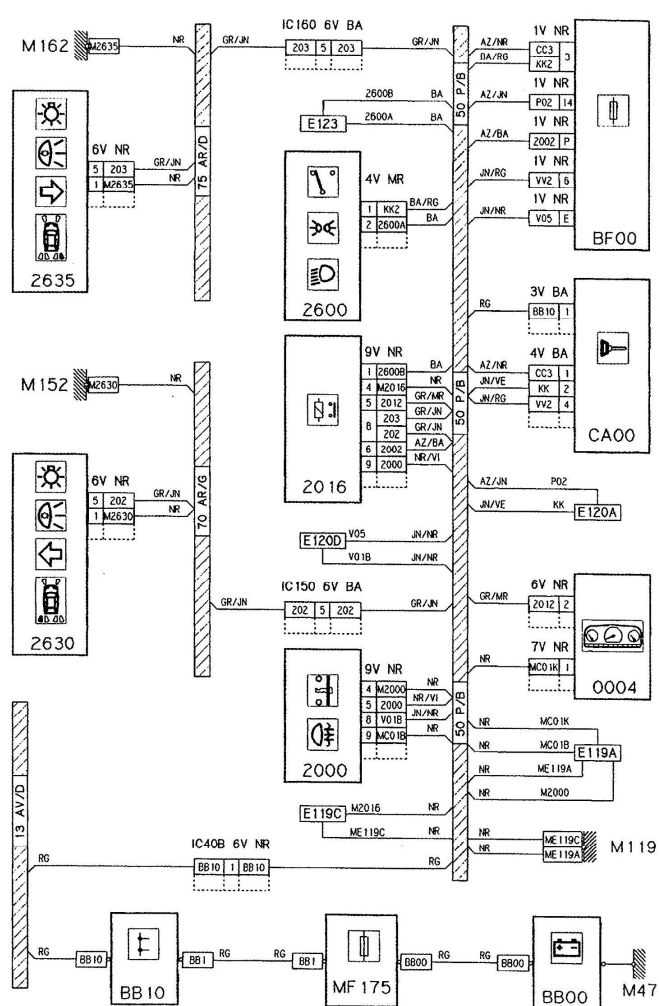 M162 M2635 NR
GR/JN
IC160 6V BA
203 5 203
GR/JN
75 AR/D
50 P/B
6V NR
5 203 GR/JN
1 M2635 NR
2635
2600B BA
E123 2600A BA
4V MR
1 KK2 BA/RG
2 2600A BA
2600
1V NR
AZ/NR CC3 3
BA/RG KK2
1V NR
AZ/JN P02 14
1V NR
AZ/BA 2002 P
1V NR
JN/RG VV2 6
1V NR
JN/NR V05 E
BF00
3V BA
RG BB10 1
4V BA
AZ/NR CC3 1
JN/VE KK 2
JN/RG VV2 4
CA00
M152 M2630 NR
70 AR/G
6V NR
5 202 GR/JN
1 M2630 NR
2630
9V NR
1 2600B BA
4 M2016 NR
5 2012 GR/MR
8 203 GR/JN
202 GR/JN
6 2002 AZ/BA
9 2000 NR/VI
2016
50 P/B
AZ/JN P02
JN/VE KK E120A
E120D V05 JN/NR
V01B JN/NR
IC150 6V BA
GR/JN 202 5 202 GR/JN
6V NR
GR/MR 2012 2
7V NR
NR MC01K 1
0004
9V NR
4 M2000 NR
5 2000 NR/VI
8 V01B JN/NR
9 MC01B NR
2000
50 P/B
NR MC01K
NR MC01B E119A
NR ME119A
NR M2000
E119C M2016 NR
ME119C NR
NR ME119C M119
NR ME119A
13 AV/D
IC40B 6V NR
RG BB10 1 BB10 RG
RG BB10 BB1 RG BB1 BB00 RG RG BB00
BB10 MF175 BB00 M47